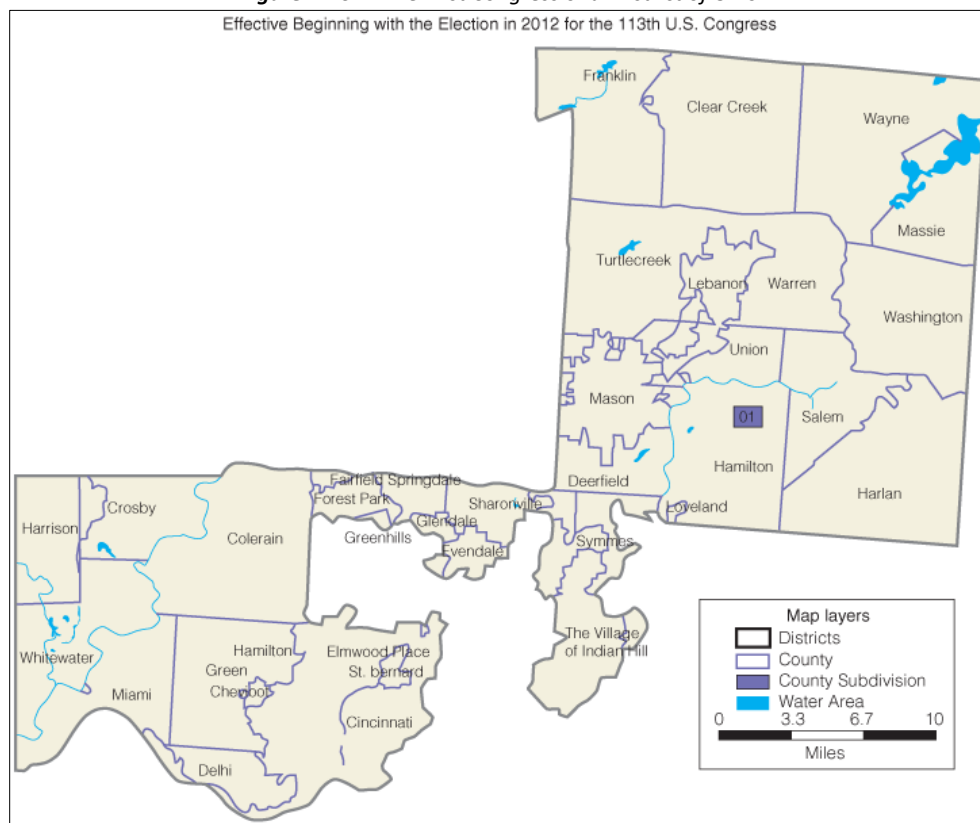 Effective Beginning with the Election in 2012 for the 113th U.S. Congress
Franklin
Clear Creek
Wayne
Massie
Turtlecreek
Lebanon
Warren
Washington
Union
Mason
01
Salem
Hamilton
Deerfield
Harlan
Loveland
Fairfield Springdale
Forest Park
Sharonville
Harrison
Crosby
Glendale
Colerain
Greenhills
Evendale
Symmes
The Village
of Indian Hill
Whitewater
Hamilton
Elmwood Place
Green
St. bernard
Cheviot
Miami
Cincinnati
Delhi
Map layers
Districts
County
County Subdivision
Water Area
0 3.3 6.7 10
Miles